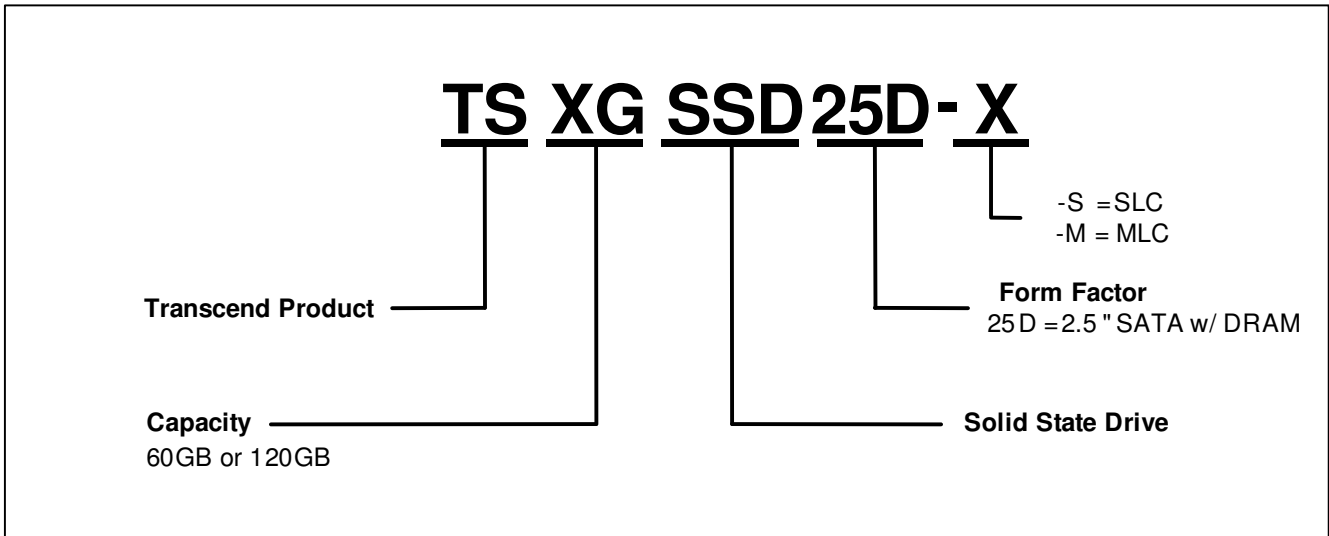 TS XG SSD 25D - X
-S = SLC
-M = MLC
Transcend Product
Form Factor
25D = 2.5" SATA w/ DRAM
Capacity
60GB or 120GB
Solid State Drive